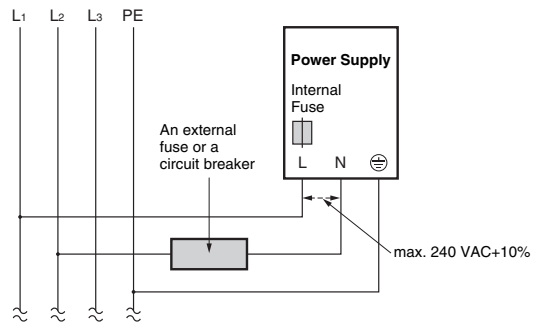 L1 L2 L3 PE
Power Supply
Internal
Fuse
An external
fuse or a
circuit breaker
L N
max. 240 VAC+10%